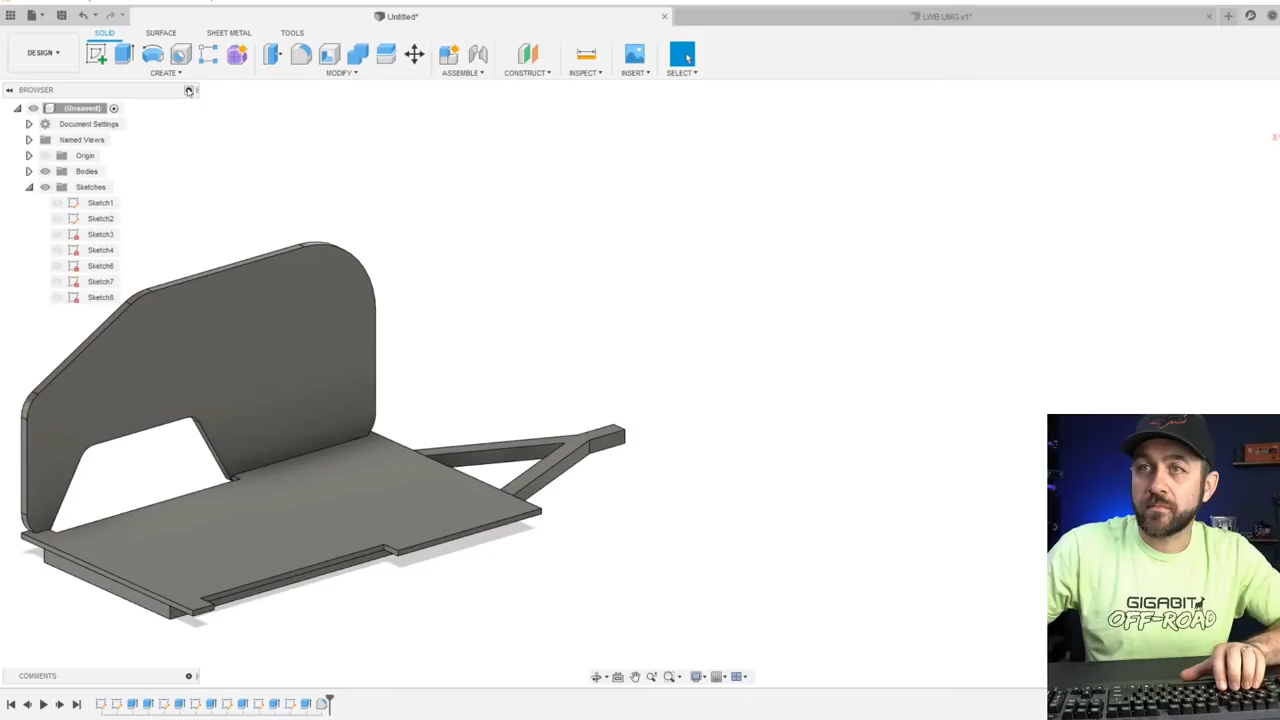 Untitled*
LWB UMG v1*
DESIGN
SOLID
SURFACE
SHEET METAL
TOOLS
CREATE
MODIFY
ASSEMBLE
CONSTRUCT
INSPECT
INSERT
SELECT
BROWSER
(Unsaved)
Document Settings
Named Views
Origin
Bodies
Sketches
Sketch1
Sketch2
Sketch3
Sketch4
Sketch6
Sketch7
Sketch8
COMMENTS
GIGABIT
OFF-ROAD